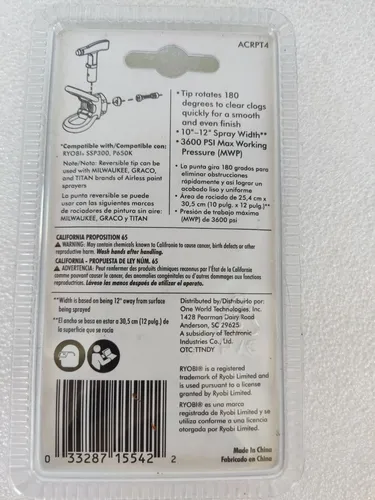 ACRPT4
• Tip rotates 180
degrees to clear clogs
quickly for a smooth
and even finish
• 10"–12" Spray Width**
• 3600 PSI Max Working
Pressure (MWP)
*Compatible with/Compatible con:
RYOBI® SSP300, P650K
Note/Nota: Reversible tip can be
used with MILWAUKEE, GRACO,
and TITAN brands of Airless paint
sprayers
La punta reversible se puede
usar en las siguientes marcas
de rociadores de pintura sin aire:
MILWAUKEE, GRACO y TITAN
• La punta gira 180 grados para
eliminar obstrucciones
rápidamente y así lograr un
acabado liso y uniforme
• Área de rociado de 25,4 cm x
30,5 cm (10 pulg. x 12 pulg.)**
• Presión de trabajo máxima
(MWP) de 3600 psi
CALIFORNIA PROPOSITION 65
WARNING: May contain chemicals known to California to cause cancer, birth defects or other
reproductive harm. Wash hands after handling.
CALIFORNIA - PROPUESTA DE LEY NÚM. 65
ADVERTENCIA: Peut renfermer des produits chimiques reconnus par l'État de la Californie
comme pouvant causer le cancer, des anomalies congénitales ou d'autres dommages aux fonctions
reproductrices. Lávese las manos después de utilizarlo.
**Width is based on being 12" away from surface
being sprayed
**El ancho se basa en estar a 30,5 cm (12 pulg.) de
la superficie que se rocía
Distributed by/Distribuido por:
One World Technologies, Inc.
1428 Pearman Dairy Road
Anderson, SC 29625
A subsidiary of Techtronic
Industries Co., Ltd.
OTC:TTNDY
RYOBI® is a registered
trademark of Ryobi Limited and
is used pursuant to a license
granted by Ryobi Limited.
RYOBI® es una marca
registrada de Ryobi Limited y se
utiliza conforme a una licencia
otorgada por Ryobi Limited.
Made In China
Fabricado en China
0 33287 15542 2